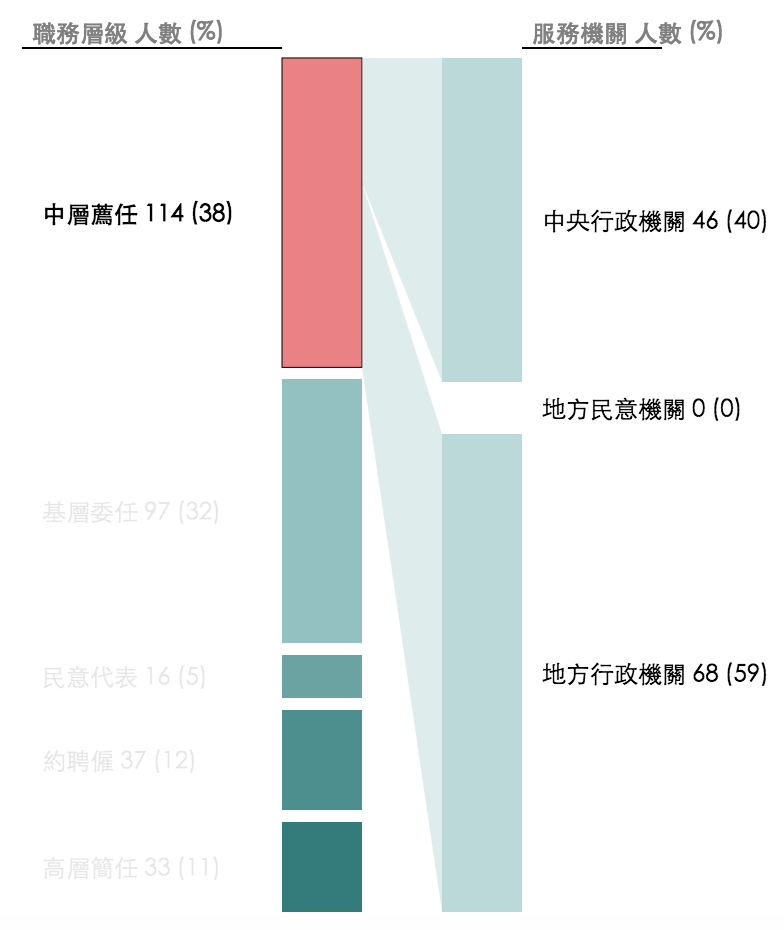 職務層級 人數 (%)
服務機關 人數 (%)
中層薦任 114 (38)
中央行政機關 46 (40)
地方民意機關 0 (0)
基層委任 97 (32)
民意代表 16 (5)
地方行政機關 68 (59)
約聘僱 37 (12)
高層簡任 33 (11)